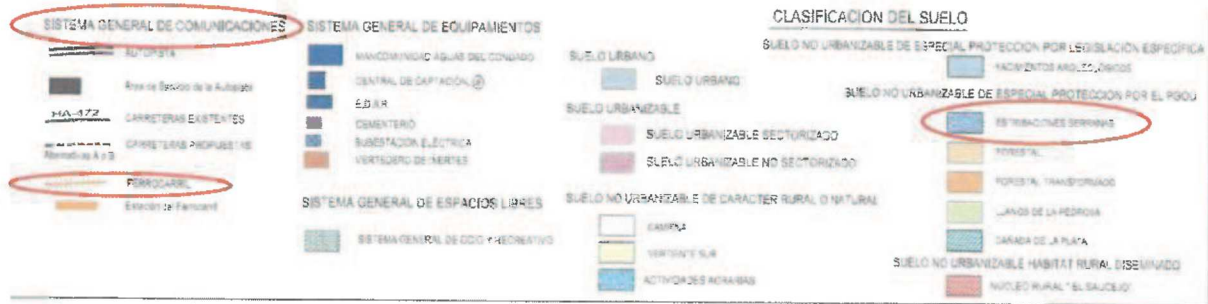 SISTEMA GENERAL DE COMUNICACIONES
AUTOPISTA
Area de Servicio de la Autopista
HA-472
CARRETERAS EXISTENTES
Alternativas A o B
CARRETERAS PROPUESTAS
FERROCARRIL
Estación del Ferrocarril
SISTEMA GENERAL DE EQUIPAMIENTOS
MANCOMUNIDAD AGUAS DEL CONDADO
CENTRAL DE CAPTACIÓN
E.D.A.R.
CEMENTERIO
SUBESTACIÓN ELÉCTRICA
VERTEDERO DE INERTES
SISTEMA GENERAL DE ESPACIOS LIBRES
SISTEMA GENERAL DE OCIO Y RECREATIVO
CLASIFICACIÓN DEL SUELO
SUELO URBANO
SUELO URBANO
SUELO URBANIZABLE
SUELO URBANIZABLE SECTORIZADO
SUELO URBANIZABLE NO SECTORIZADO
SUELO NO URBANIZABLE DE CARACTER RURAL O NATURAL
CAMPIÑA
VERTIENTE SUR
ACTIVIDADES AGRARIAS
SUELO NO URBANIZABLE DE ESPECIAL PROTECCIÓN POR LEGISLACIÓN ESPECÍFICA
YACIMIENTOS ARQUEOLÓGICOS
SUELO NO URBANIZABLE DE ESPECIAL PROTECCIÓN POR EL PGOU
ESTRIBACIONES SERRANAS
FORESTAL
FORESTAL TRANSFORMADO
LLANOS DE LA PEDROSA
CAÑADA DE LA PLATA
SUELO NO URBANIZABLE HABITAT RURAL DISEMINADO
NÚCLEO RURAL "EL SAUCEJO"